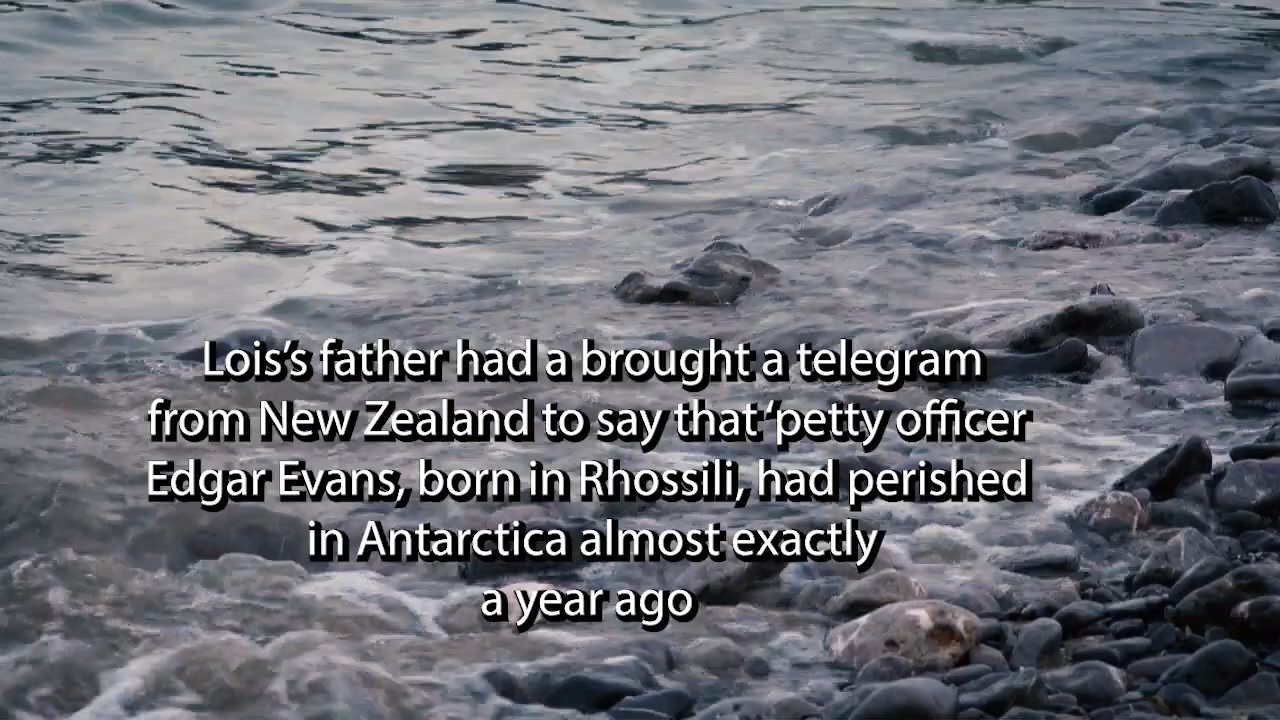 Lois’s father had a brought a telegram
from New Zealand to say that ‘petty officer
Edgar Evans, born in Rhossili, had perished
in Antarctica almost exactly
a year ago